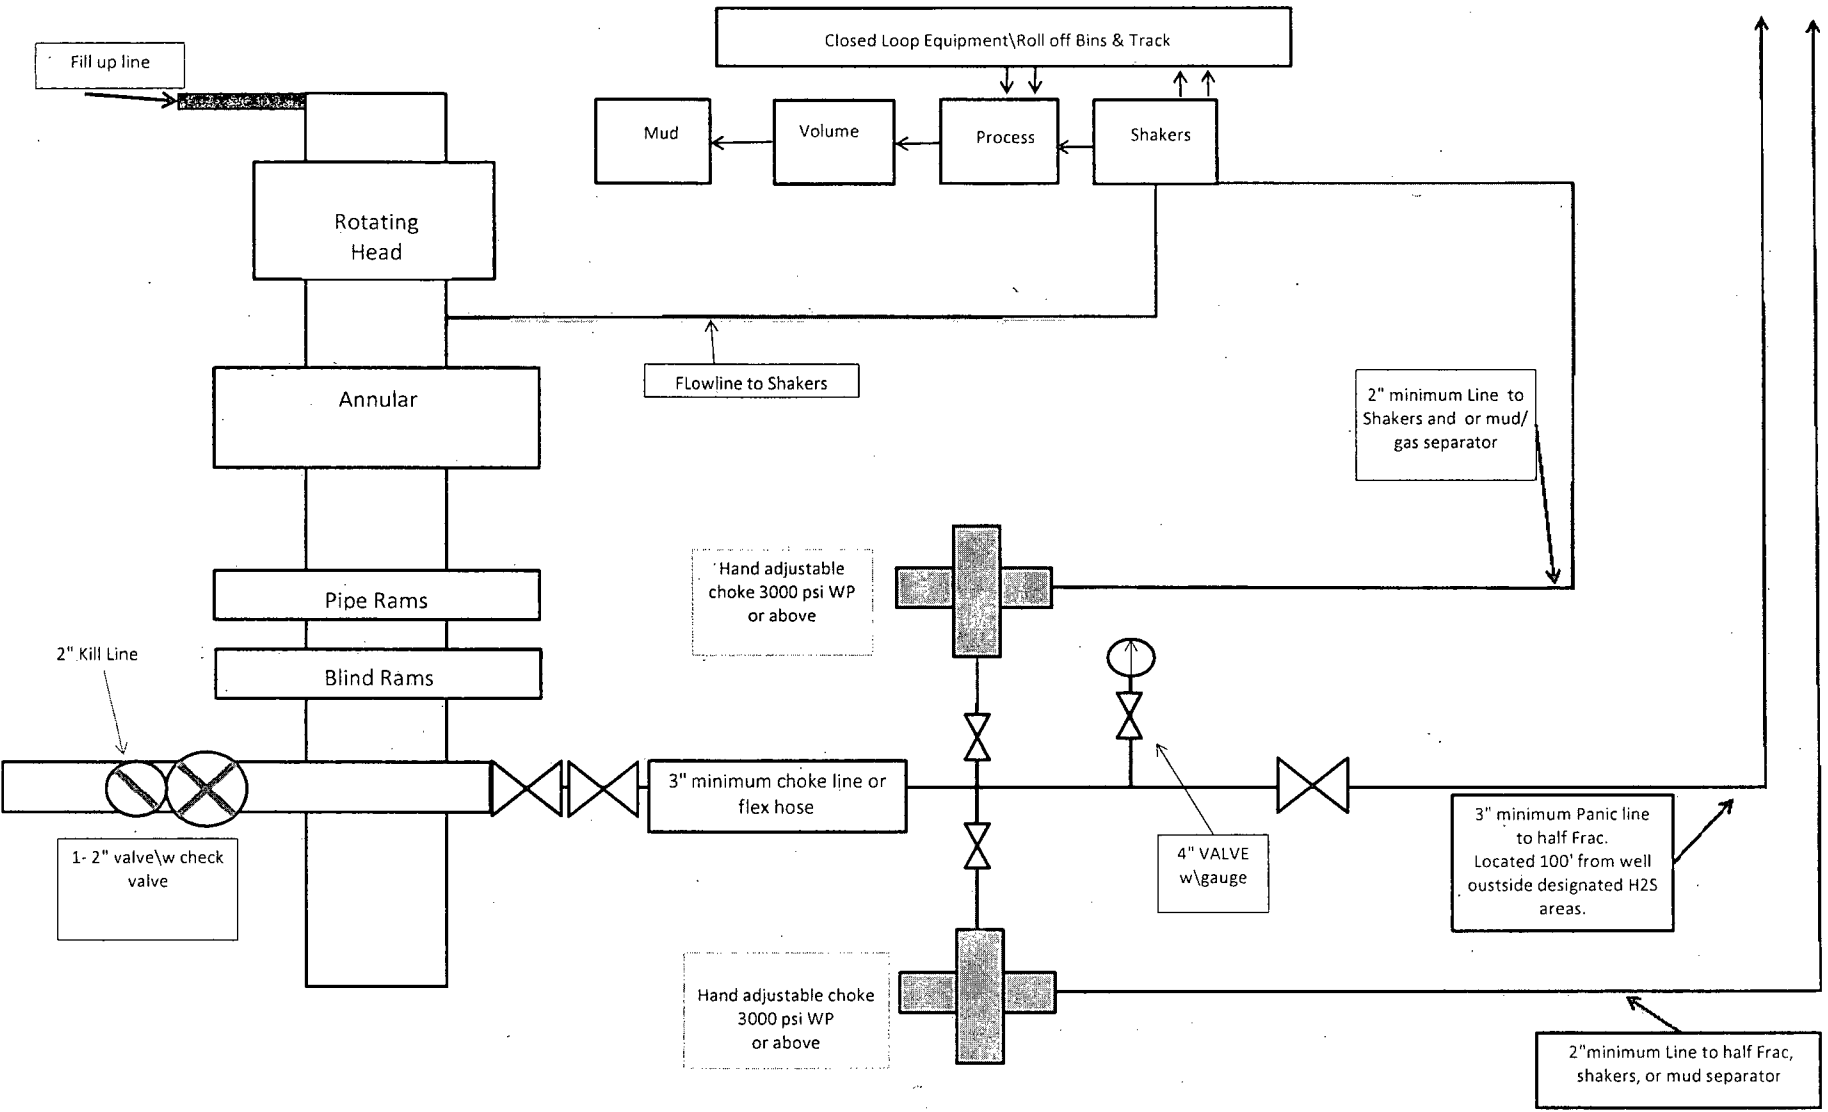 Closed Loop Equipment\Roll off Bins & Track
Fill up line
Mud
Volume
Process
Shakers
Rotating
Head
FLowline to Shakers
Annular
2" minimum Line to
Shakers and or mud/
gas separator
Hand adjustable
choke 3000 psi WP
or above
Pipe Rams
2" Kill Line
Blind Rams
3" minimum choke line or
flex hose
1- 2" valve\w check
valve
4" VALVE
w\gauge
3" minimum Panic line
to half Frac.
Located 100' from well
oustside designated H2S
areas.
Hand adjustable choke
3000 psi WP
or above
2"minimum Line to half Frac,
shakers, or mud separator